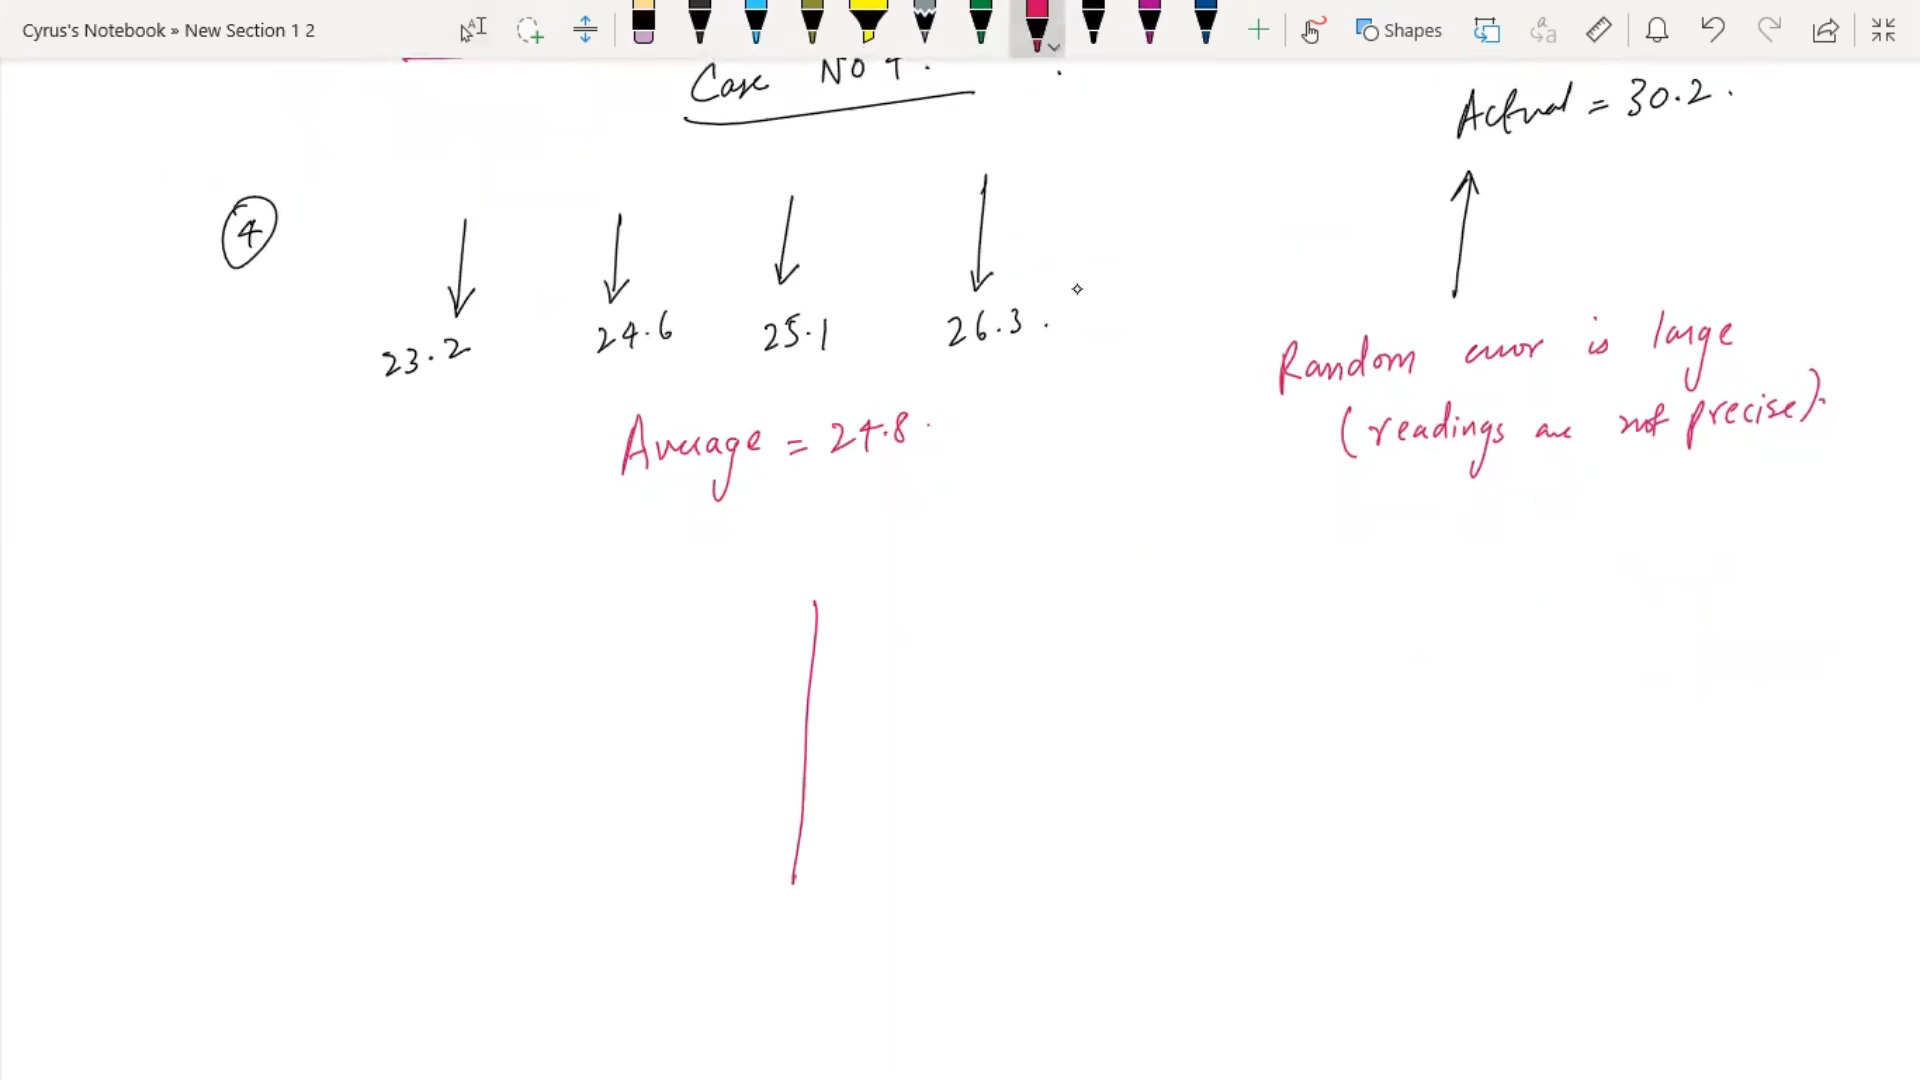 Cyrus's Notebook » New Section 1 2
Shapes
Case No 4.
Actual = 30.2.
4
23.2 24.6 25.1 26.3.
Average = 24.8.
Random error is large
(readings are not precise).